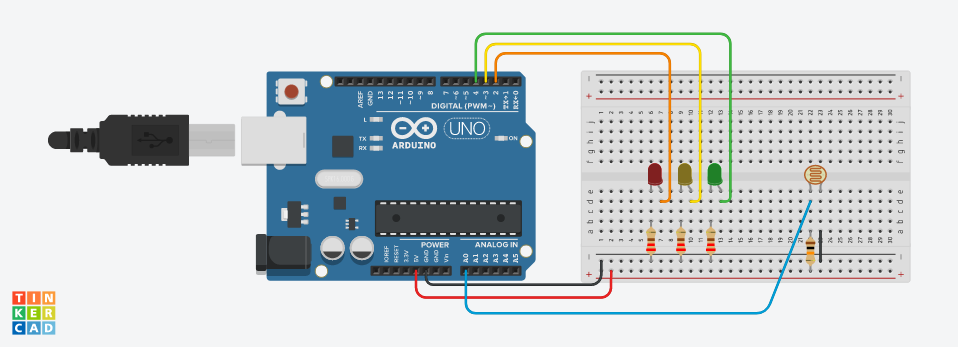 AREF
GND
13
12
~11
~10
~9
8
7
~6
~5
4
~3
2
TX→1
RX←0
DIGITAL (PWM~)
L
TX
RX
UNO
ON
ARDUINO
POWER
ANALOG IN
IOREF
RESET
3.3V
5V
GND
GND
Vin
A0
A1
A2
A3
A4
A5
TIN
KER
CAD